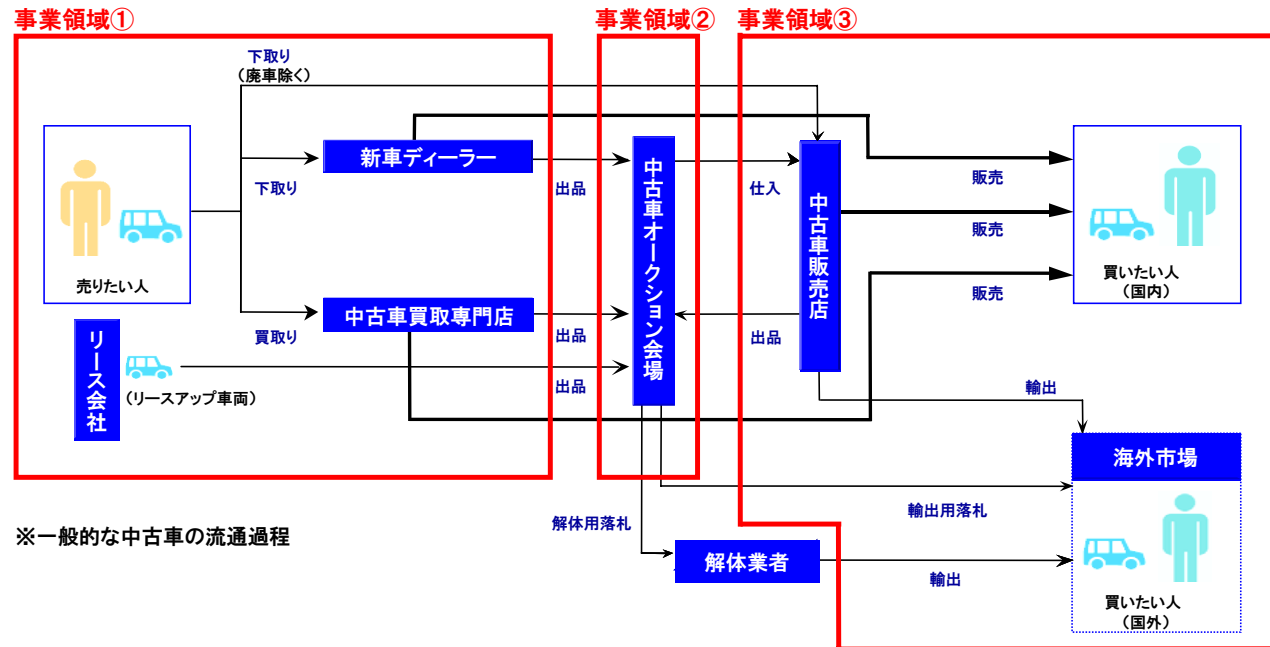 事業領域①
事業領域②
事業領域③
下取り
(廃車除く)
新車ディーラー
下取り
出品
仕入
販売
売りたい人
中古車オークション会場
中古車販売店
販売
買いたい人
(国内)
販売
中古車買取専門店
買取り
出品
出品
リース会社
(リースアップ車両)
出品
輸出
海外市場
輸出用落札
解体用落札
※一般的な中古車の流通過程
解体業者
輸出
買いたい人
(国外)